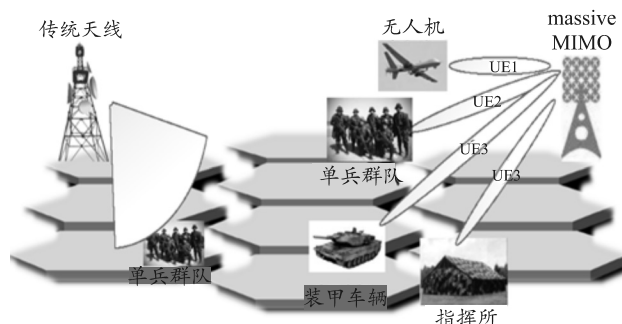 传统天线
无人机
massive
MIMO
UE1
UE2
UE3
UE3
单兵群队
单兵群队
装甲车辆
指挥所